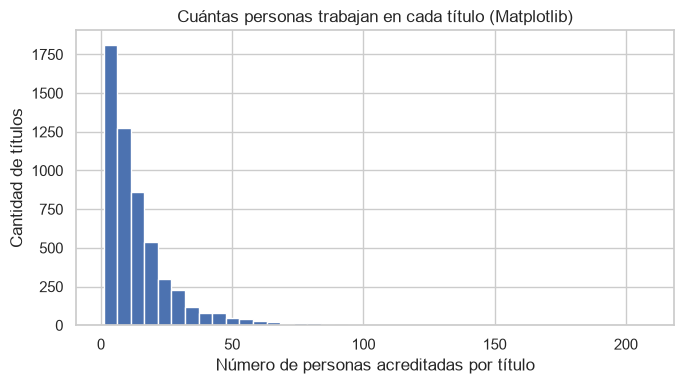 Cuántas personas trabajan en cada título (Matplotlib)
1750
1500
1250
1000
750
500
250
0
Cantidad de títulos
0 50 100 150 200
Número de personas acreditadas por título